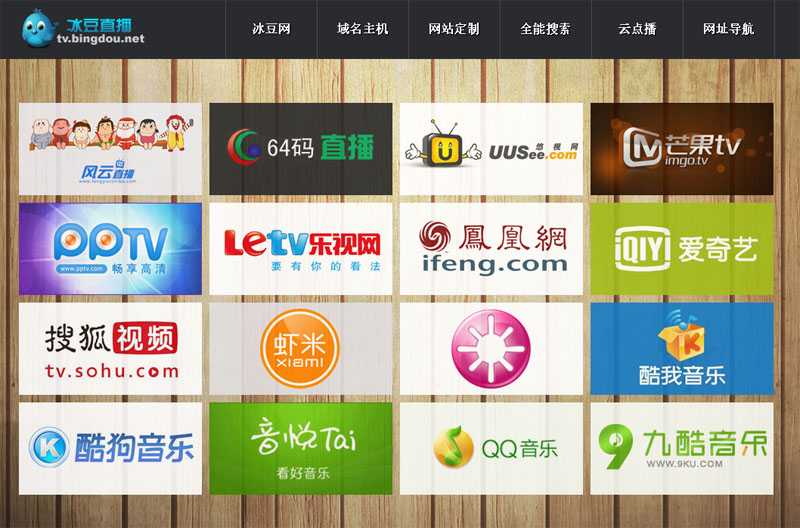 冰豆直播
tv.bingdou.net
冰豆网 域名主机 网站定制 全能搜索 云点播 网址导航
风云直播
64码 直播
悠视网
UUSee.com
芒果tv
imgo.tv
PPTV
www.pptv.com 畅享高清
Letv乐视网
要有你的看法
鳳凰網
ifeng.com
iQIYI 爱奇艺
搜狐视频
tv.sohu.com
虾米
xiami
K
酷我音乐
K 酷狗音乐
音悦Tai
看好音乐
QQ音乐
9 九酷音乐
WWW.9KU.COM